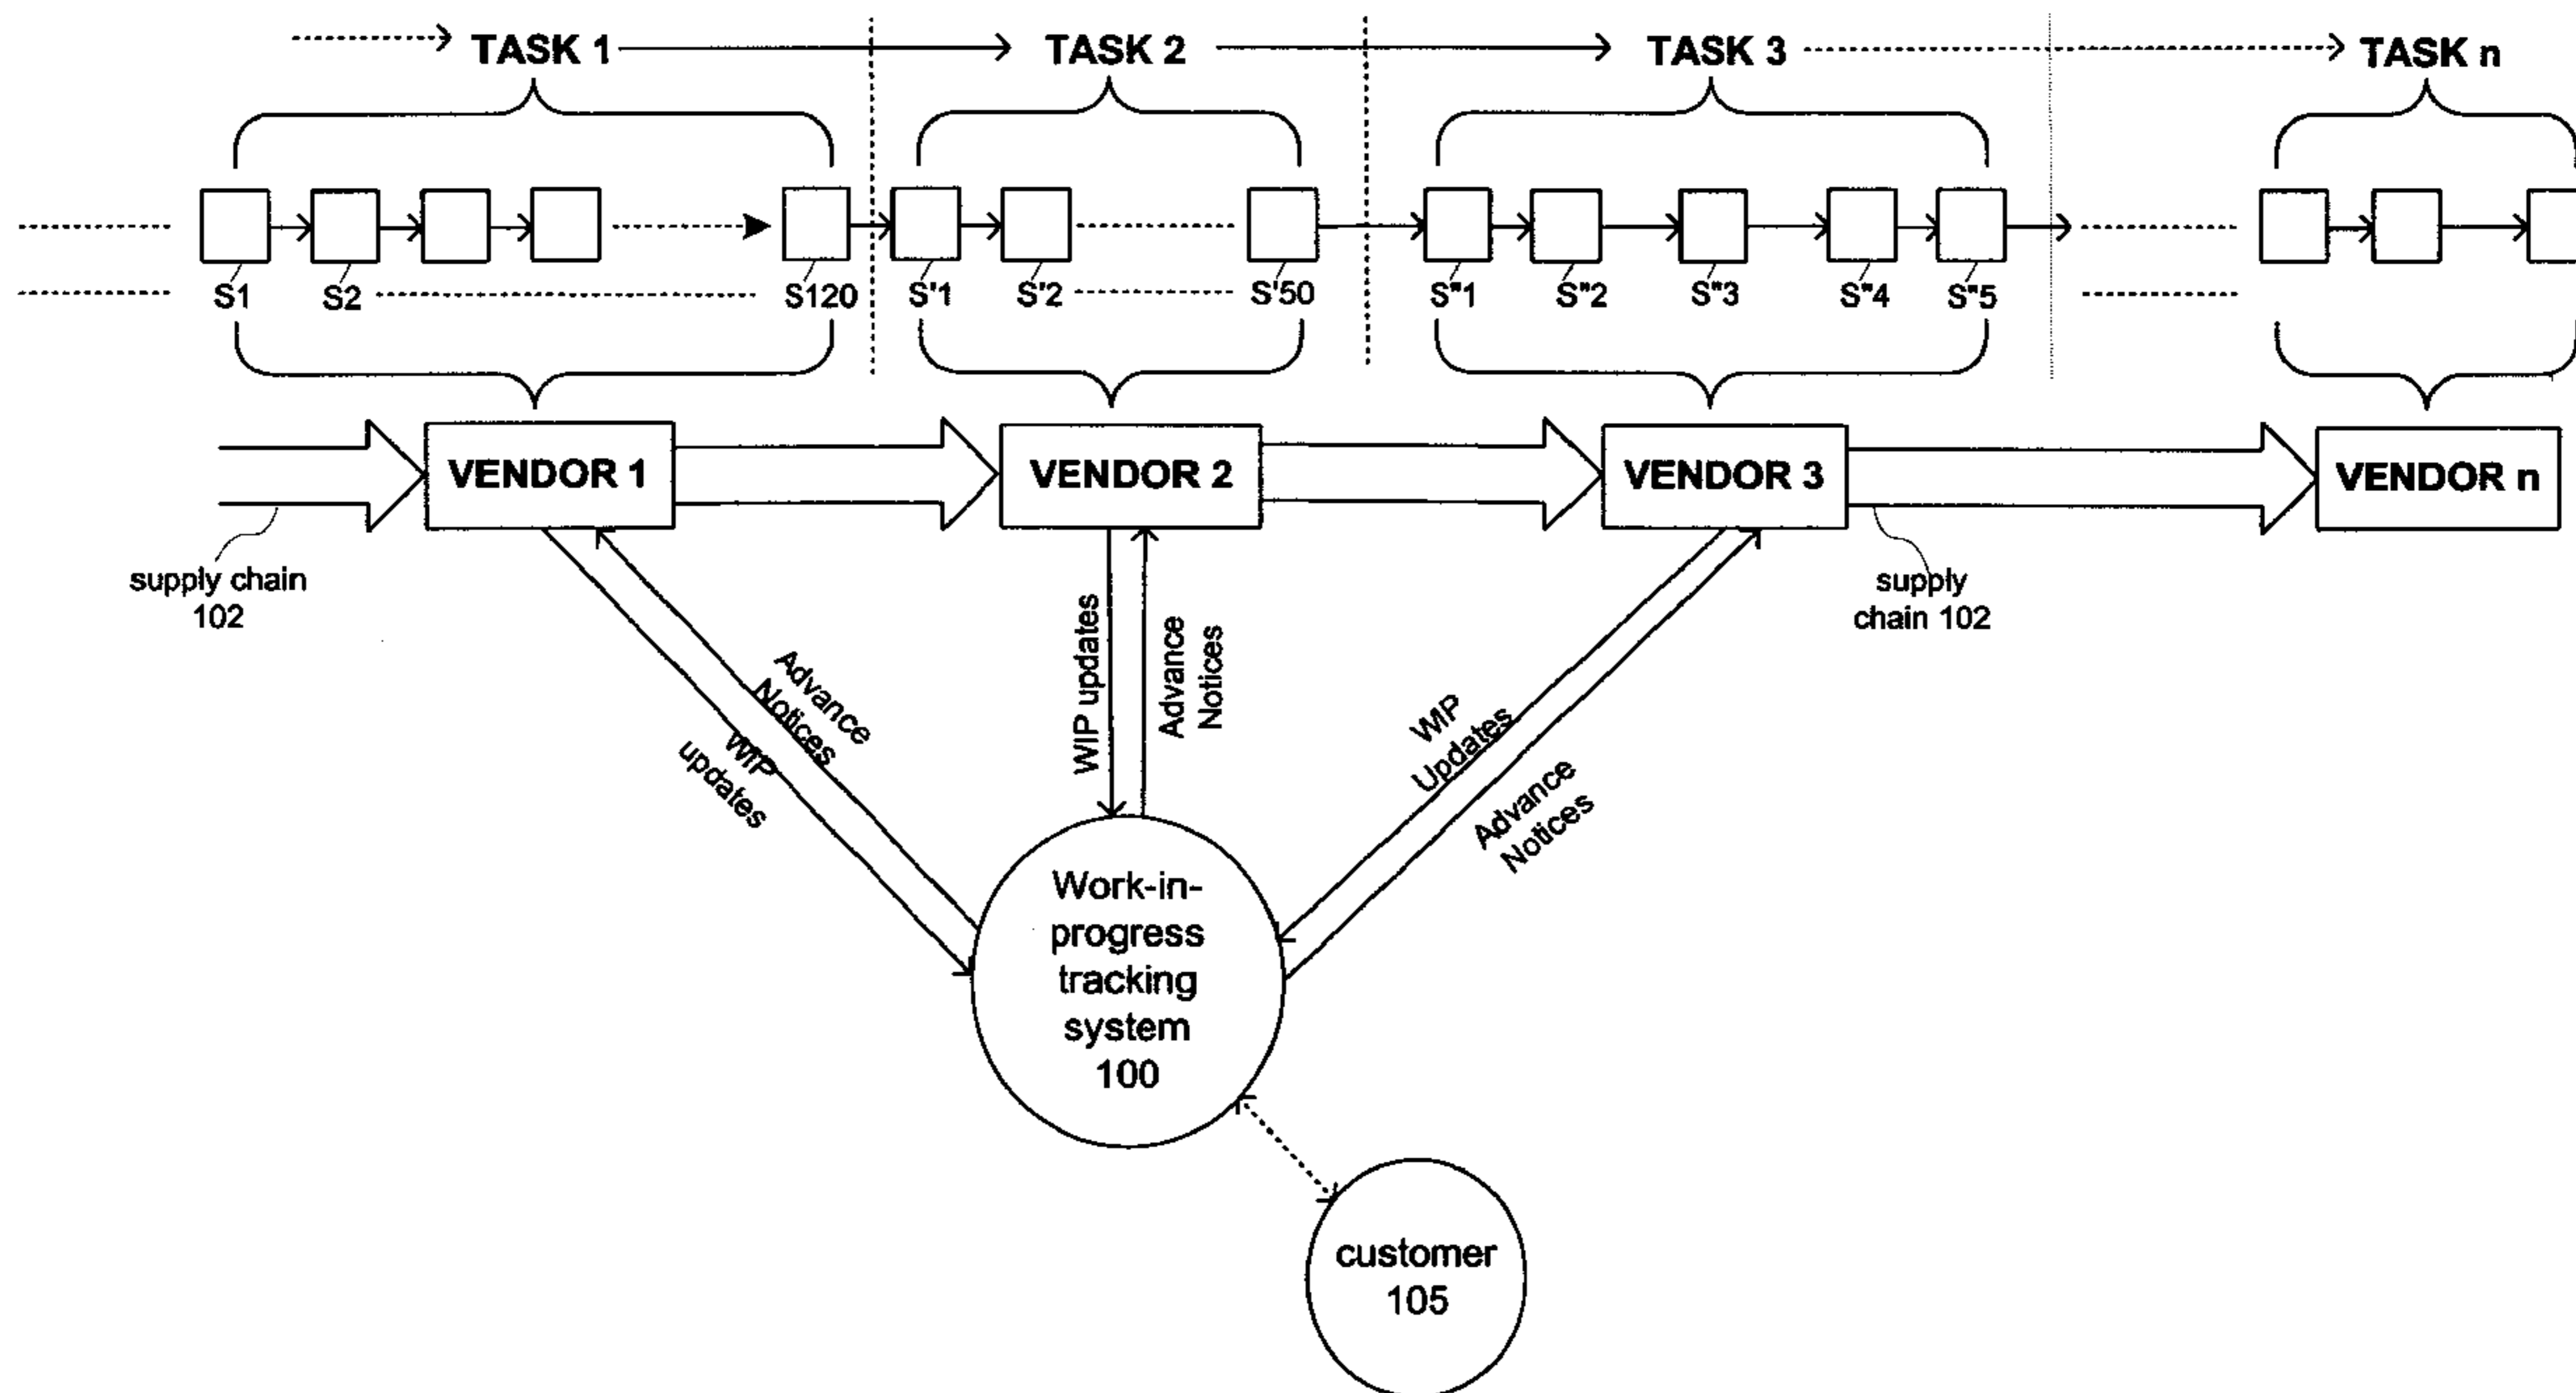 TASK 1
TASK 2
TASK 3
TASK n
S1
S2
S120
S'1
S'2
S'50
S"1
S"2
S"3
S"4
S"5
VENDOR 1
VENDOR 2
VENDOR 3
VENDOR n
supply chain
102
supply
chain 102
Advance
Notices
WIP
updates
WIP updates
Advance
Notices
WIP
Updates
Advance
Notices
Work-in-
progress
tracking
system
100
customer
105